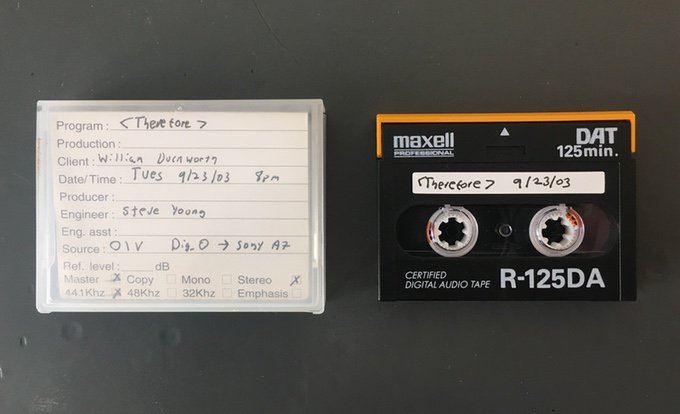 Program : <Therefore>
Production :
Client : William Duckworth
Date/Time : Tues 9/23/03 8pm
Producer :
Engineer : Steve Young
Eng. asst :
Source : 01V Dig. O → Sony A7
Ref. level : dB
Master X Copy Mono Stereo X
44.1Khz X 48Khz 32Khz Emphasis
maxell
PROFESSIONAL
DAT
125min.
<Therefore> 9/23/03
CERTIFIED
DIGITAL AUDIO TAPE
R-125DA